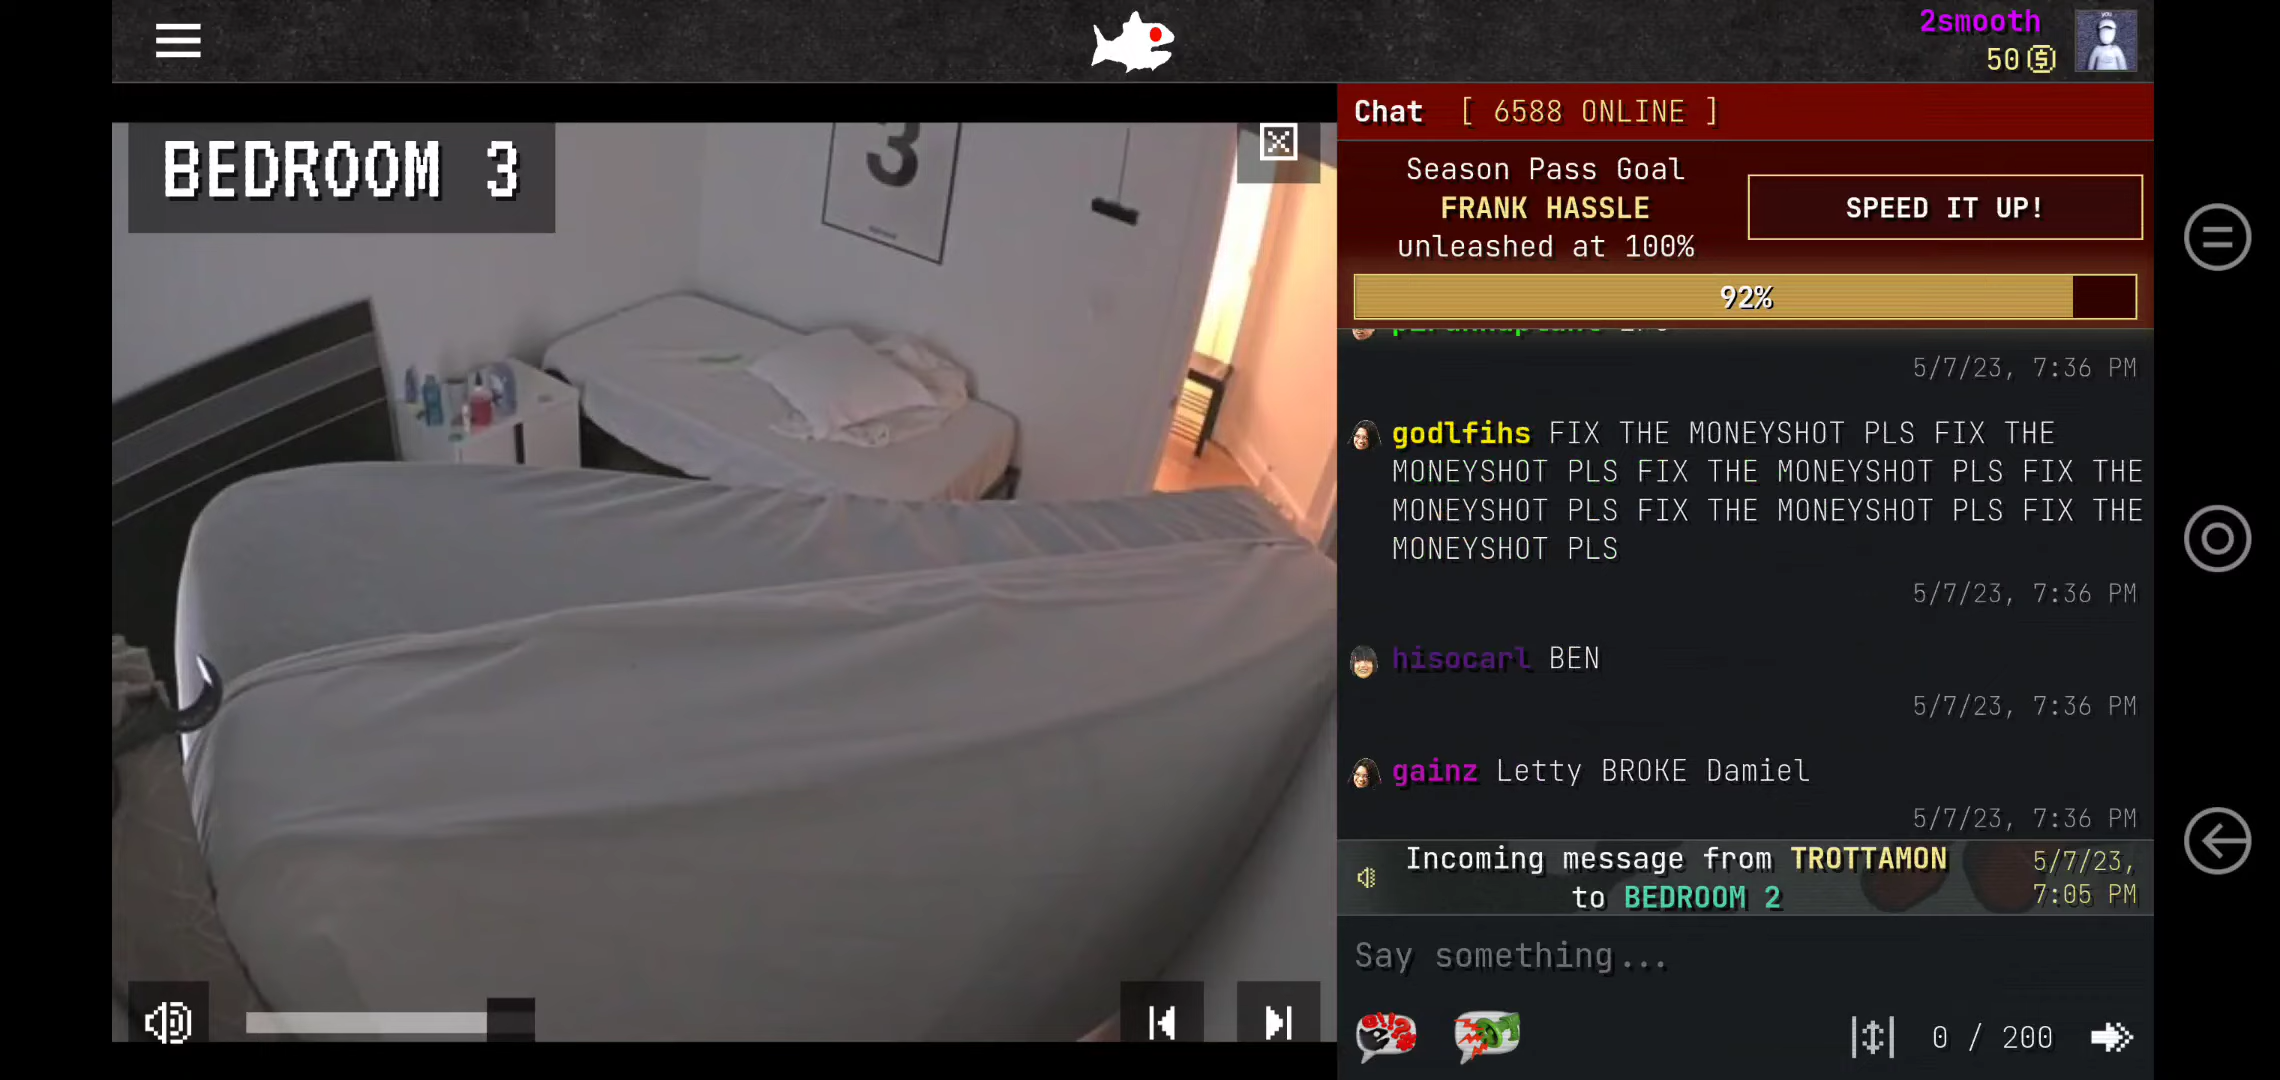 2smooth
50
BEDROOM 3
3
Chat [ 6588 ONLINE ]
Season Pass Goal
FRANK HASSLE
unleashed at 100%
SPEED IT UP!
92%
5/7/23, 7:36 PM
godlfihs FIX THE MONEYSHOT PLS FIX THE
MONEYSHOT PLS FIX THE MONEYSHOT PLS FIX THE
MONEYSHOT PLS FIX THE MONEYSHOT PLS FIX THE
MONEYSHOT PLS
5/7/23, 7:36 PM
hisocarl BEN
5/7/23, 7:36 PM
gainz Letty BROKE Damiel
5/7/23, 7:36 PM
Incoming message from TROTTAMON
to BEDROOM 2
5/7/23,
7:05 PM
Say something...
0 / 200